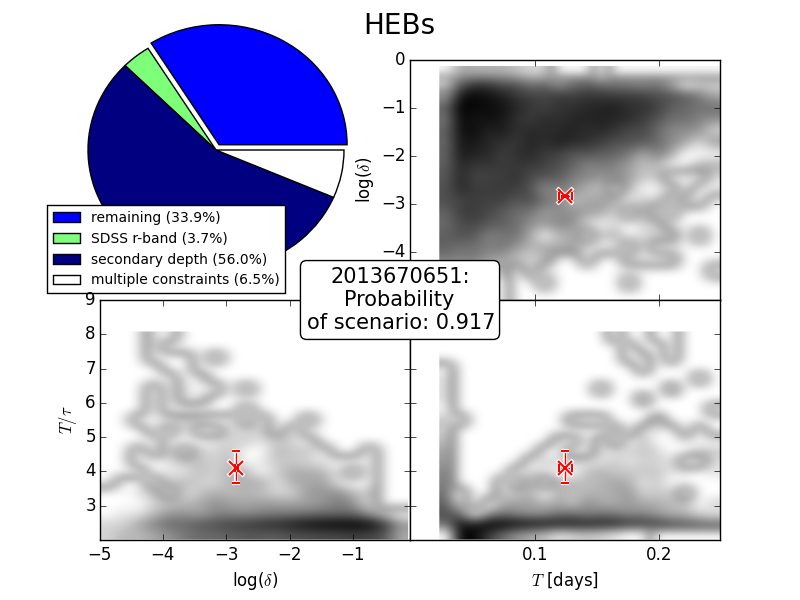 HEBs
remaining (33.9%)
SDSS r-band (3.7%)
secondary depth (56.0%)
multiple constraints (6.5%)
0
−1
−2
−3
−4
log(δ)
2013670651:
Probability
of scenario: 0.917
9
8
7
6
5
4
3
T/τ
−5 −4 −3 −2 −1
log(δ)
0.1 0.2
T [days]